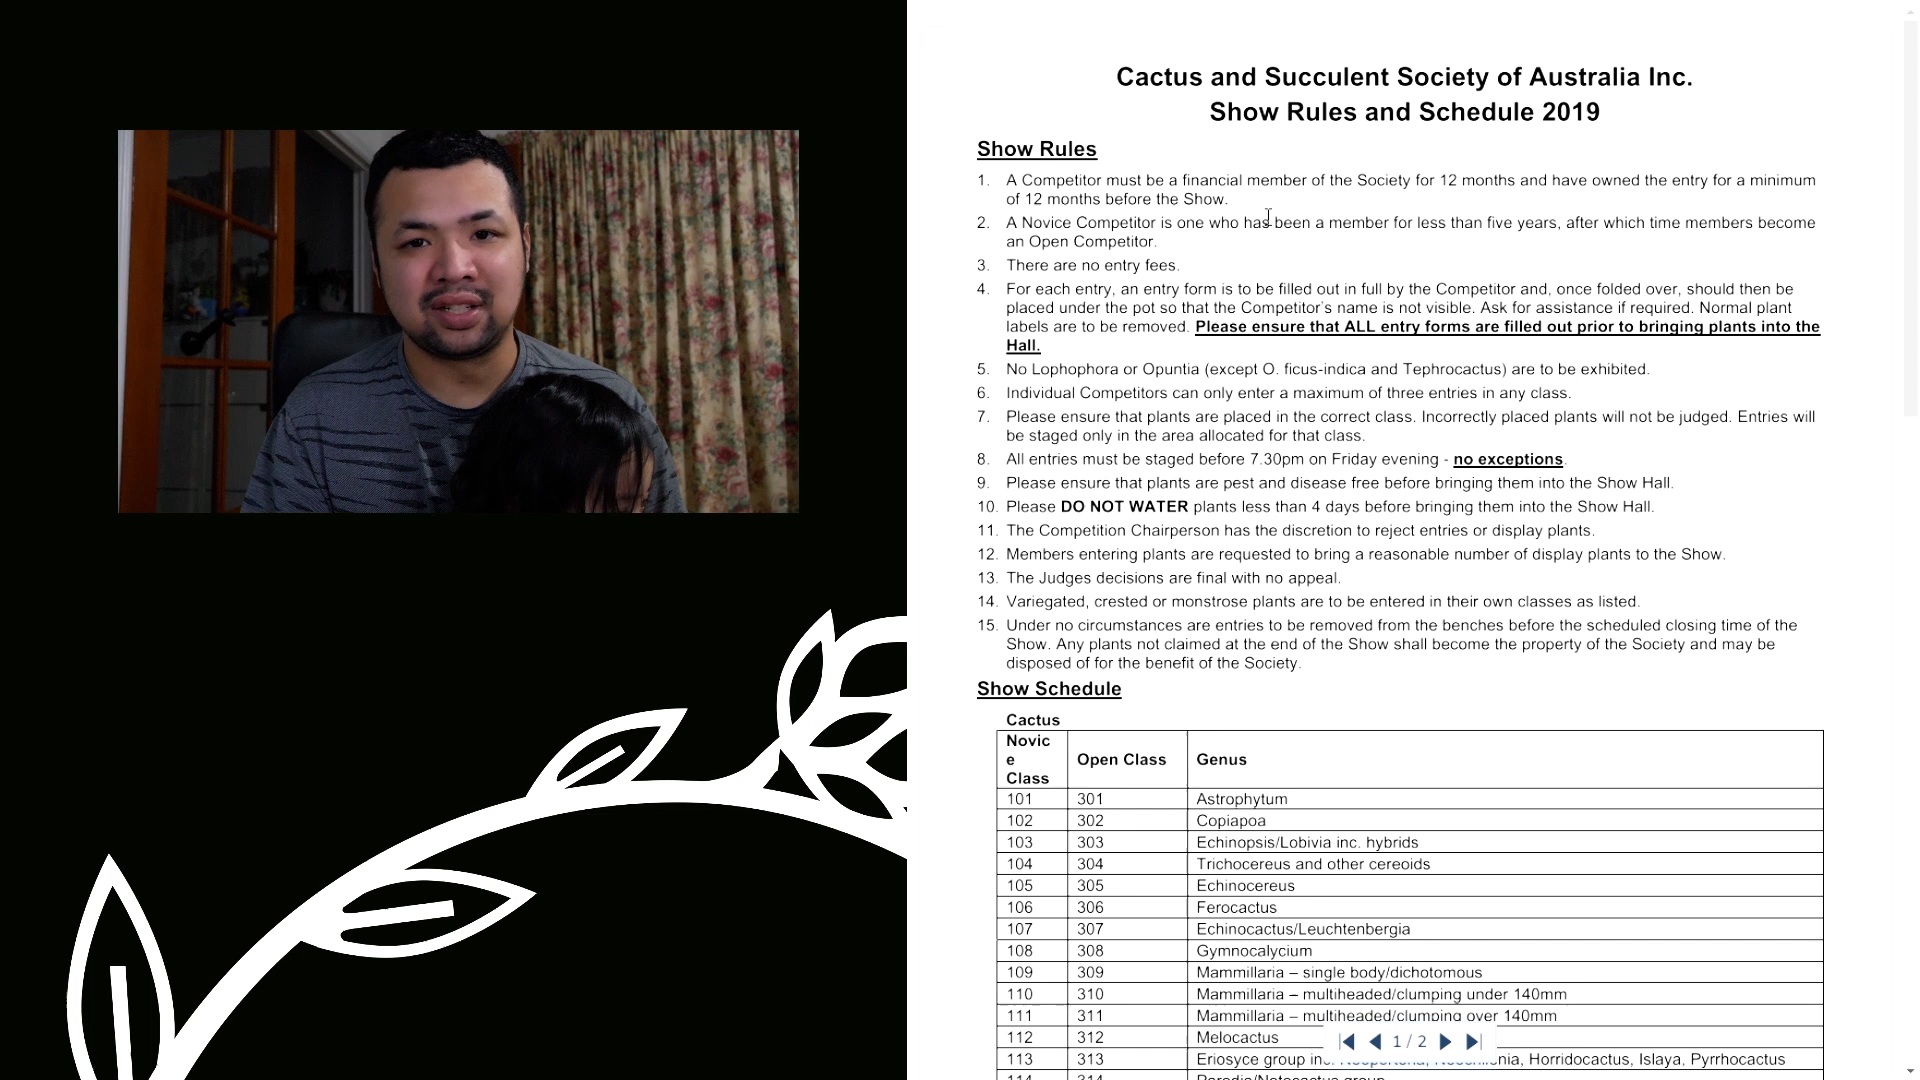 Cactus and Succulent Society of Australia Inc.
Show Rules and Schedule 2019
Show Rules
1. A Competitor must be a financial member of the Society for 12 months and have owned the entry for a minimum
of 12 months before the Show.
2. A Novice Competitor is one who has been a member for less than five years, after which time members become
an Open Competitor.
3. There are no entry fees.
4. For each entry, an entry form is to be filled out in full by the Competitor and, once folded over, should then be
placed under the pot so that the Competitor's name is not visible. Ask for assistance if required. Normal plant
labels are to be removed. Please ensure that ALL entry forms are filled out prior to bringing plants into the
Hall.
5. No Lophophora or Opuntia (except O. ficus-indica and Tephrocactus) are to be exhibited.
6. Individual Competitors can only enter a maximum of three entries in any class.
7. Please ensure that plants are placed in the correct class. Incorrectly placed plants will not be judged. Entries will
be staged only in the area allocated for that class.
8. All entries must be staged before 7.30pm on Friday evening - no exceptions.
9. Please ensure that plants are pest and disease free before bringing them into the Show Hall.
10. Please DO NOT WATER plants less than 4 days before bringing them into the Show Hall.
11. The Competition Chairperson has the discretion to reject entries or display plants.
12. Members entering plants are requested to bring a reasonable number of display plants to the Show.
13. The Judges decisions are final with no appeal.
14. Variegated, crested or monstrose plants are to be entered in their own classes as listed.
15. Under no circumstances are entries to be removed from the benches before the scheduled closing time of the
Show. Any plants not claimed at the end of the Show shall become the property of the Society and may be
disposed of for the benefit of the Society.
Show Schedule
Cactus
Novic
e
Class Open Class Genus
101 301 Astrophytum
102 302 Copiapoa
103 303 Echinopsis/Lobivia inc. hybrids
104 304 Trichocereus and other cereoids
105 305 Echinocereus
106 306 Ferocactus
107 307 Echinocactus/Leuchtenbergia
108 308 Gymnocalycium
109 309 Mammillaria – single body/dichotomous
110 310 Mammillaria – multiheaded/clumping under 140mm
111 311 Mammillaria – multiheaded/clumping over 140mm
112 312 Melocactus
1 / 2
113 313 Eriosyce group Horridocactus, Islaya, Pyrrhocactus